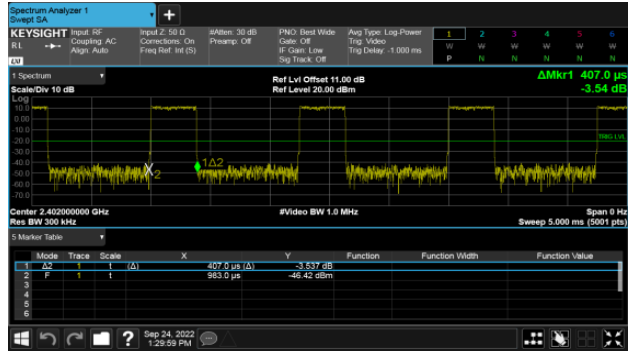 Spectrum Analyzer 1
Swept SA
KEYSIGHT Input: RF Input Z: 50 Ω #Atten: 30 dB PNO: Best Wide Avg Type: Log-Power 1 2 3 4 5 6
RL Coupling: AC Corrections: On Preamp: Off Gate: Off Trig: Video W W W W W W
Align: Auto Freq Ref: Int (S) IF Gain: Low Trig Delay: -1.000 ms P N N N N N
Sig Track: Off
1 Spectrum Ref Lvl Offset 11.00 dB ΔMkr1 407.0 µs
Scale/Div 10 dB Ref Level 20.00 dBm -3.54 dB
Log
10.0
0.00
-10.0
-20.0 TRIG LVL
-30.0
-40.0 1Δ2
-50.0 X2
-60.0
-70.0
Center 2.402000000 GHz #Video BW 1.0 MHz Span 0 Hz
Res BW 300 kHz Sweep 5.000 ms (5001 pts)
5 Marker Table
Mode Trace Scale X Y Function Function Width Function Value
1 Δ2 1 t (Δ) 407.0 µs (Δ) -3.537 dB
2 F 1 t 983.0 µs -46.42 dBm
3
4
5
6
? Sep 24, 2022
1:29:59 PM